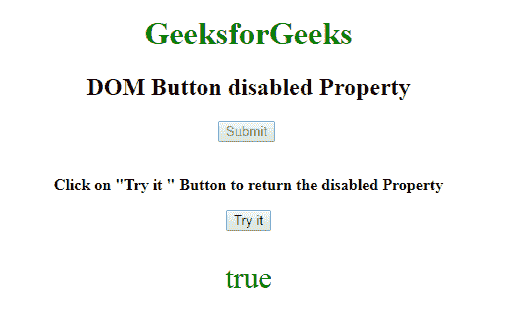 GeeksforGeeks
DOM Button disabled Property
Submit
Click on "Try it " Button to return the disabled Property
Try it
true